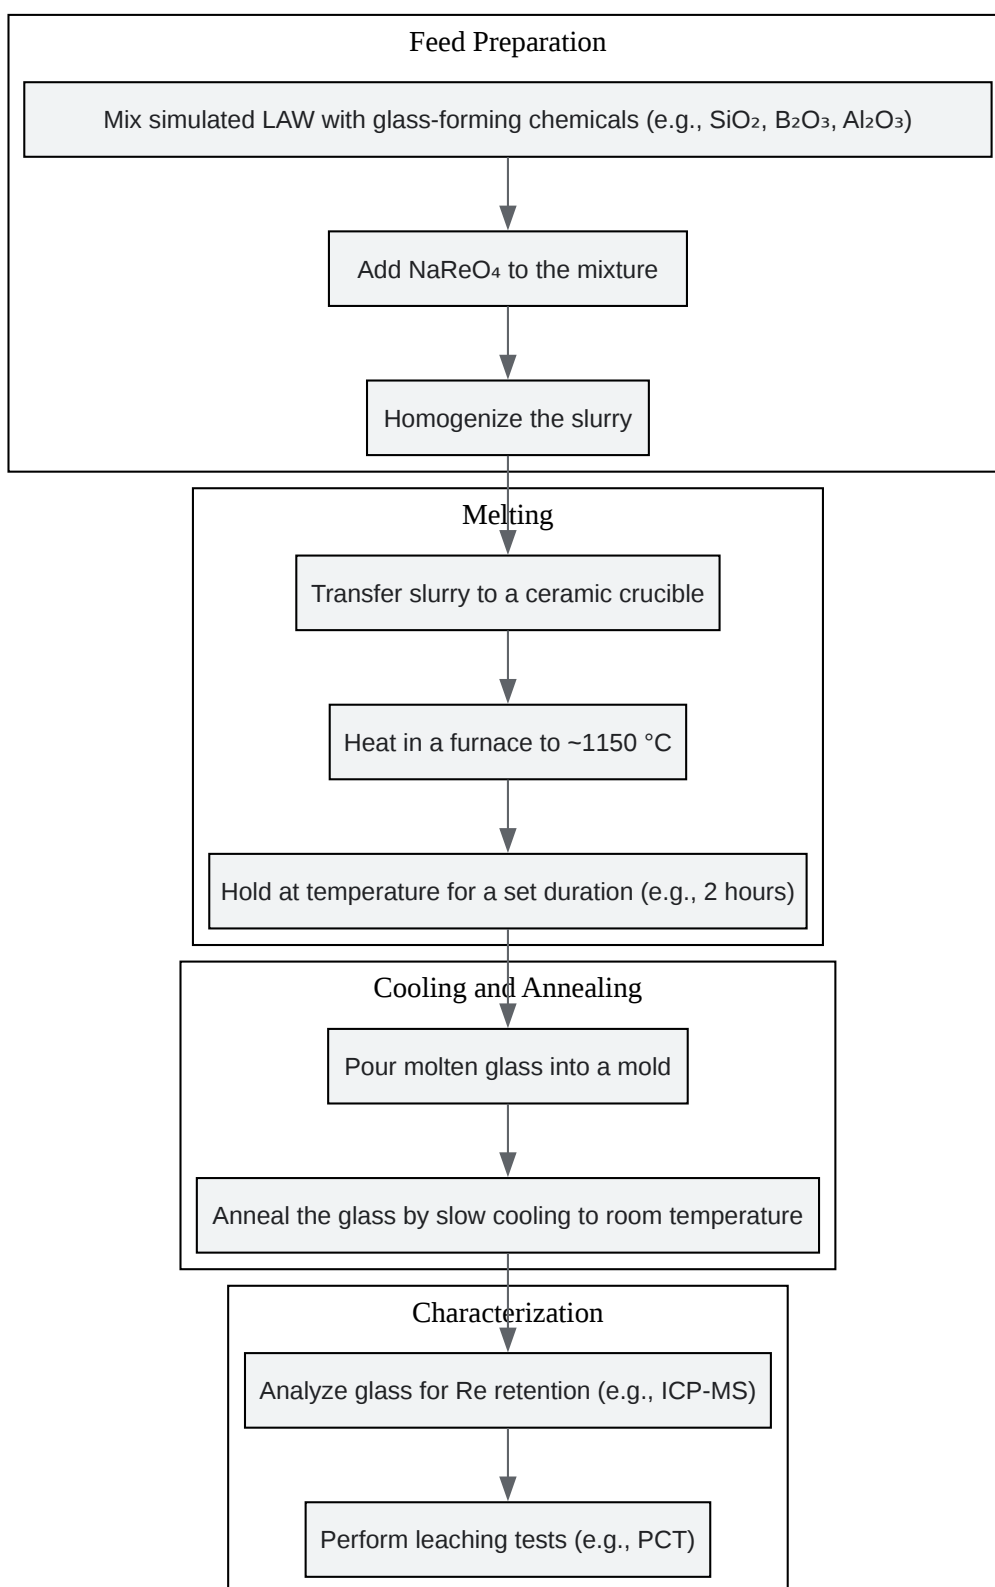 Feed Preparation
Mix simulated LAW with glass-forming chemicals (e.g., SiO₂, B₂O₃, Al₂O₃)
Add NaReO₄ to the mixture
Homogenize the slurry
Melting
Transfer slurry to a ceramic crucible
Heat in a furnace to ~1150 °C
Hold at temperature for a set duration (e.g., 2 hours)
Cooling and Annealing
Pour molten glass into a mold
Anneal the glass by slow cooling to room temperature
Characterization
Analyze glass for Re retention (e.g., ICP-MS)
Perform leaching tests (e.g., PCT)